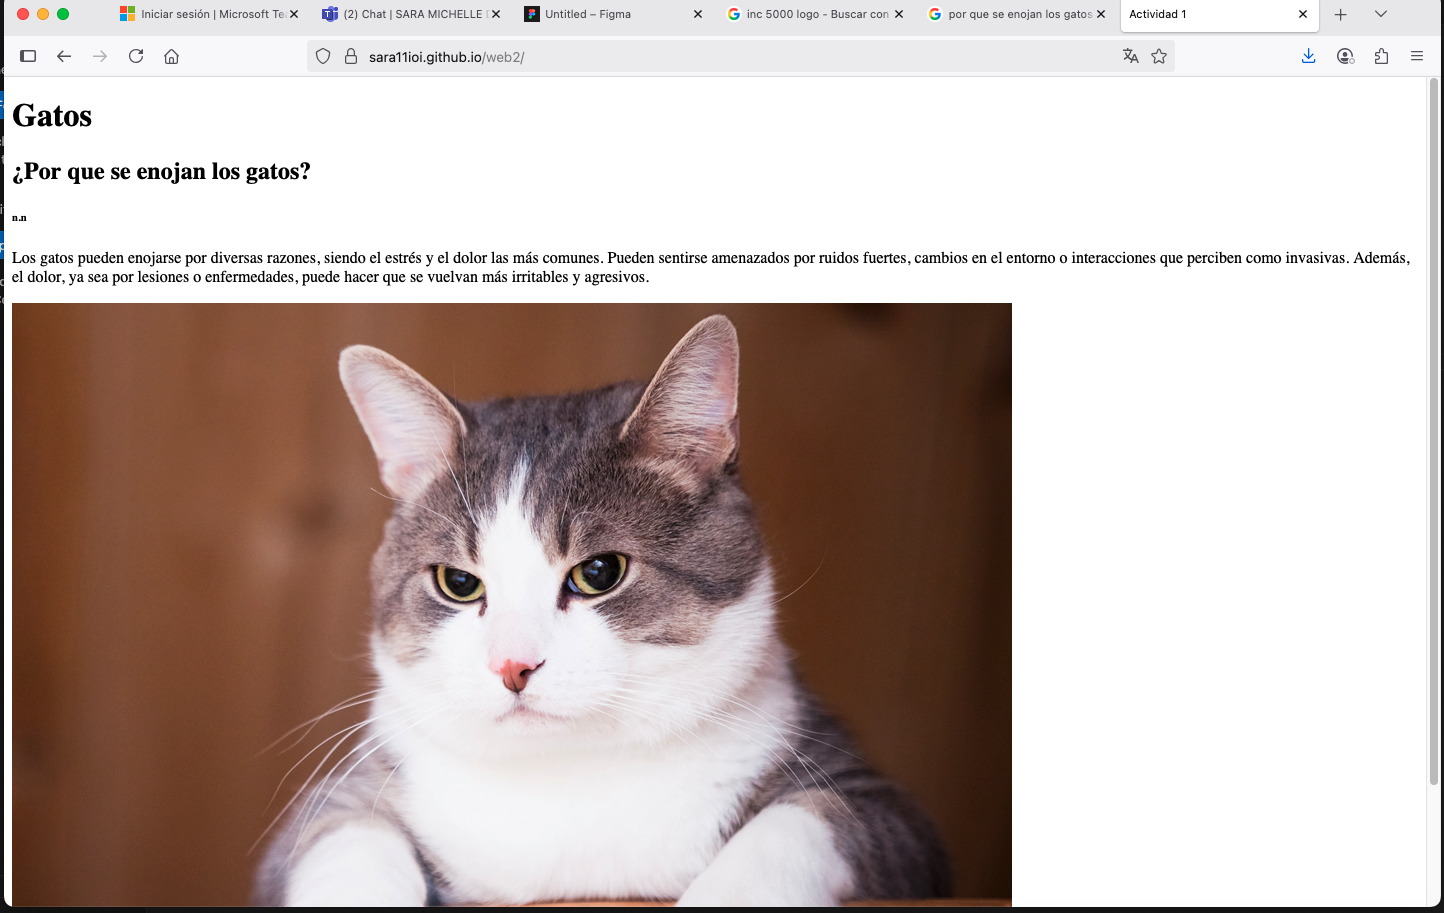 Iniciar sesión | Microsoft Te
(2) Chat | SARA MICHELLE
Untitled – Figma
inc 5000 logo - Buscar con
por que se enojan los gatos
Actividad 1
sara11ioi.github.io/web2/
Gatos
¿Por que se enojan los gatos?
n.n
Los gatos pueden enojarse por diversas razones, siendo el estrés y el dolor las más comunes. Pueden sentirse amenazados por ruidos fuertes, cambios en el entorno o interacciones que perciben como invasivas. Además,
el dolor, ya sea por lesiones o enfermedades, puede hacer que se vuelvan más irritables y agresivos.